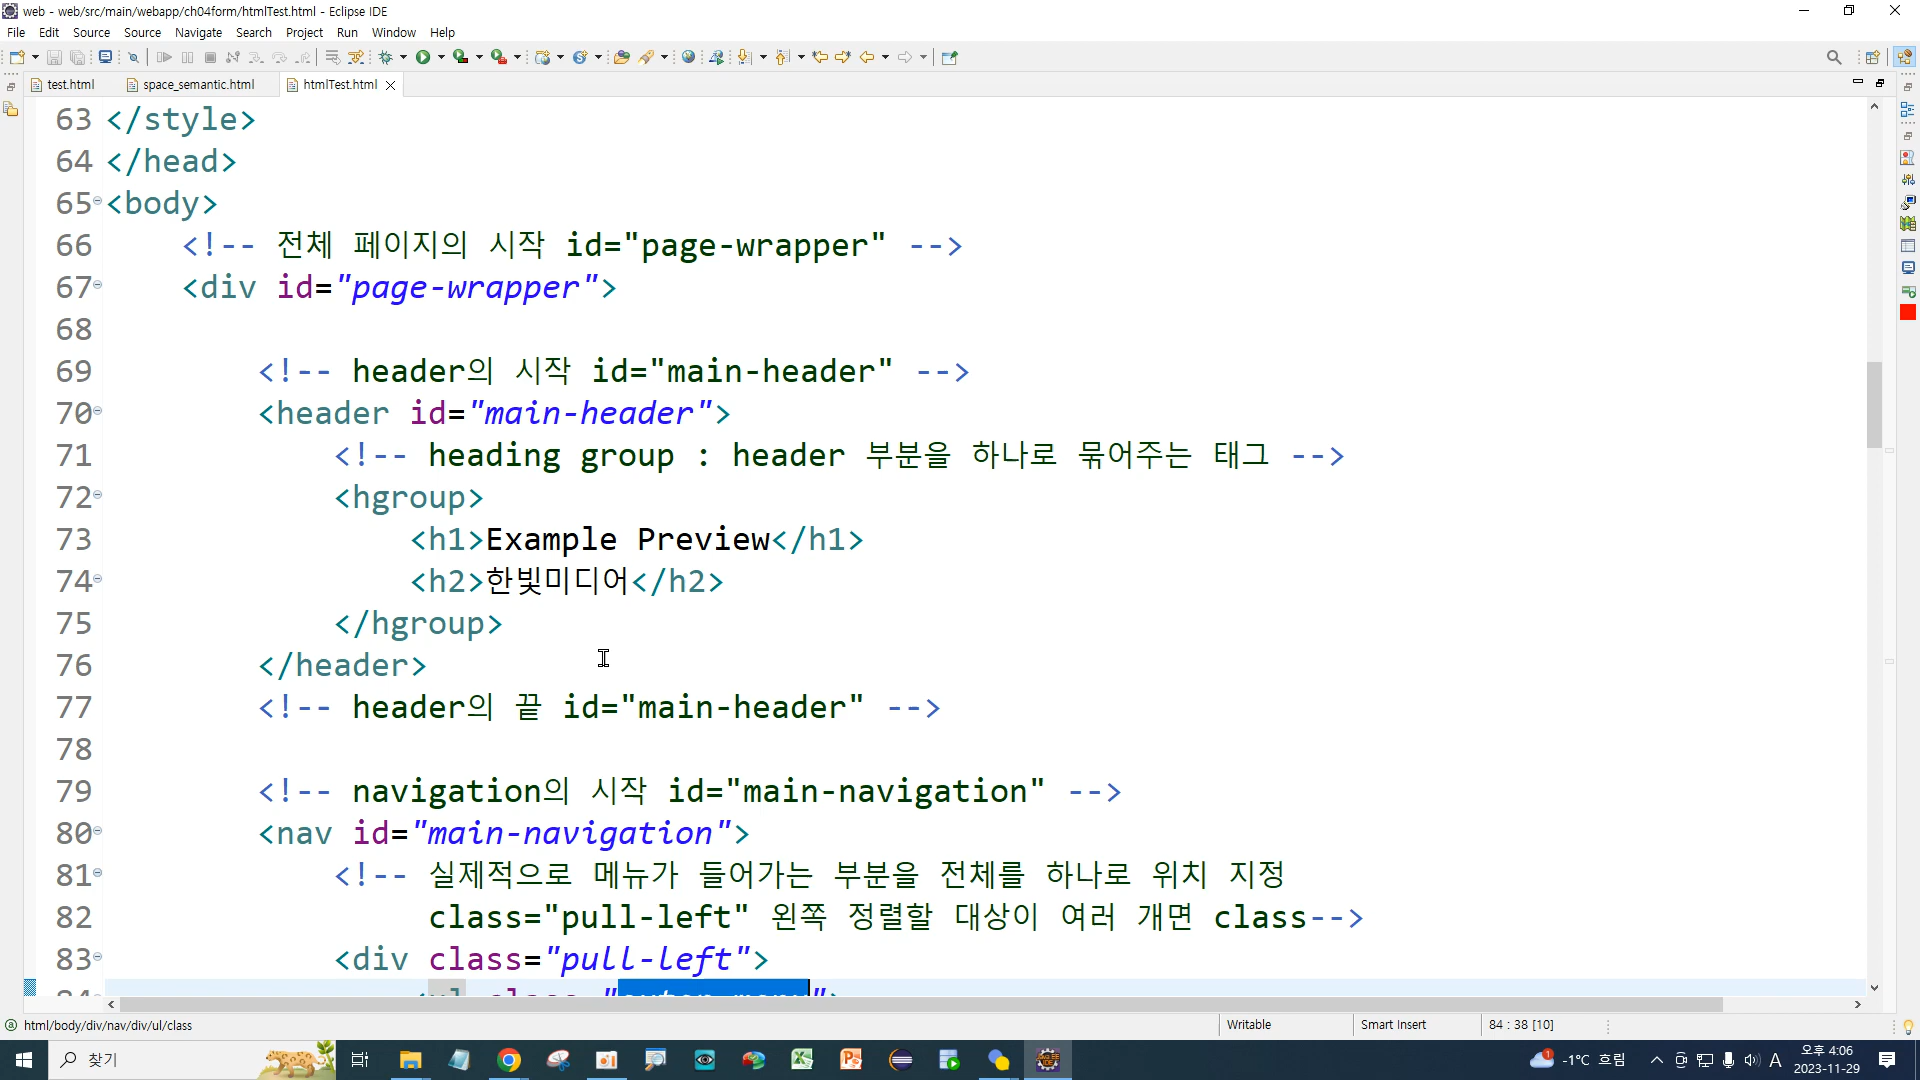 web - web/src/main/webapp/ch04form/htmlTest.html - Eclipse IDE
File Edit Source Source Navigate Search Project Run Window Help
test.html space_semantic.html htmlTest.html
63 </style>
64 </head>
65 <body>
66 <!-- 전체 페이지의 시작 id="page-wrapper" -->
67 <div id="page-wrapper">
68
69 <!-- header의 시작 id="main-header" -->
70 <header id="main-header">
71 <!-- heading group : header 부분을 하나로 묶어주는 태그 -->
72 <hgroup>
73 <h1>Example Preview</h1>
74 <h2>한빛미디어</h2>
75 </hgroup>
76 </header>
77 <!-- header의 끝 id="main-header" -->
78
79 <!-- navigation의 시작 id="main-navigation" -->
80 <nav id="main-navigation">
81 <!-- 실제적으로 메뉴가 들어가는 부분을 전체를 하나로 위치 지정
82 class="pull-left" 왼쪽 정렬할 대상이 여러 개면 class-->
83 <div class="pull-left">
html/body/div/nav/div/ul/class Writable Smart Insert 84 : 38 [10]
찾기 1 -1°C 흐림 A 오후 4:06
2023-11-29